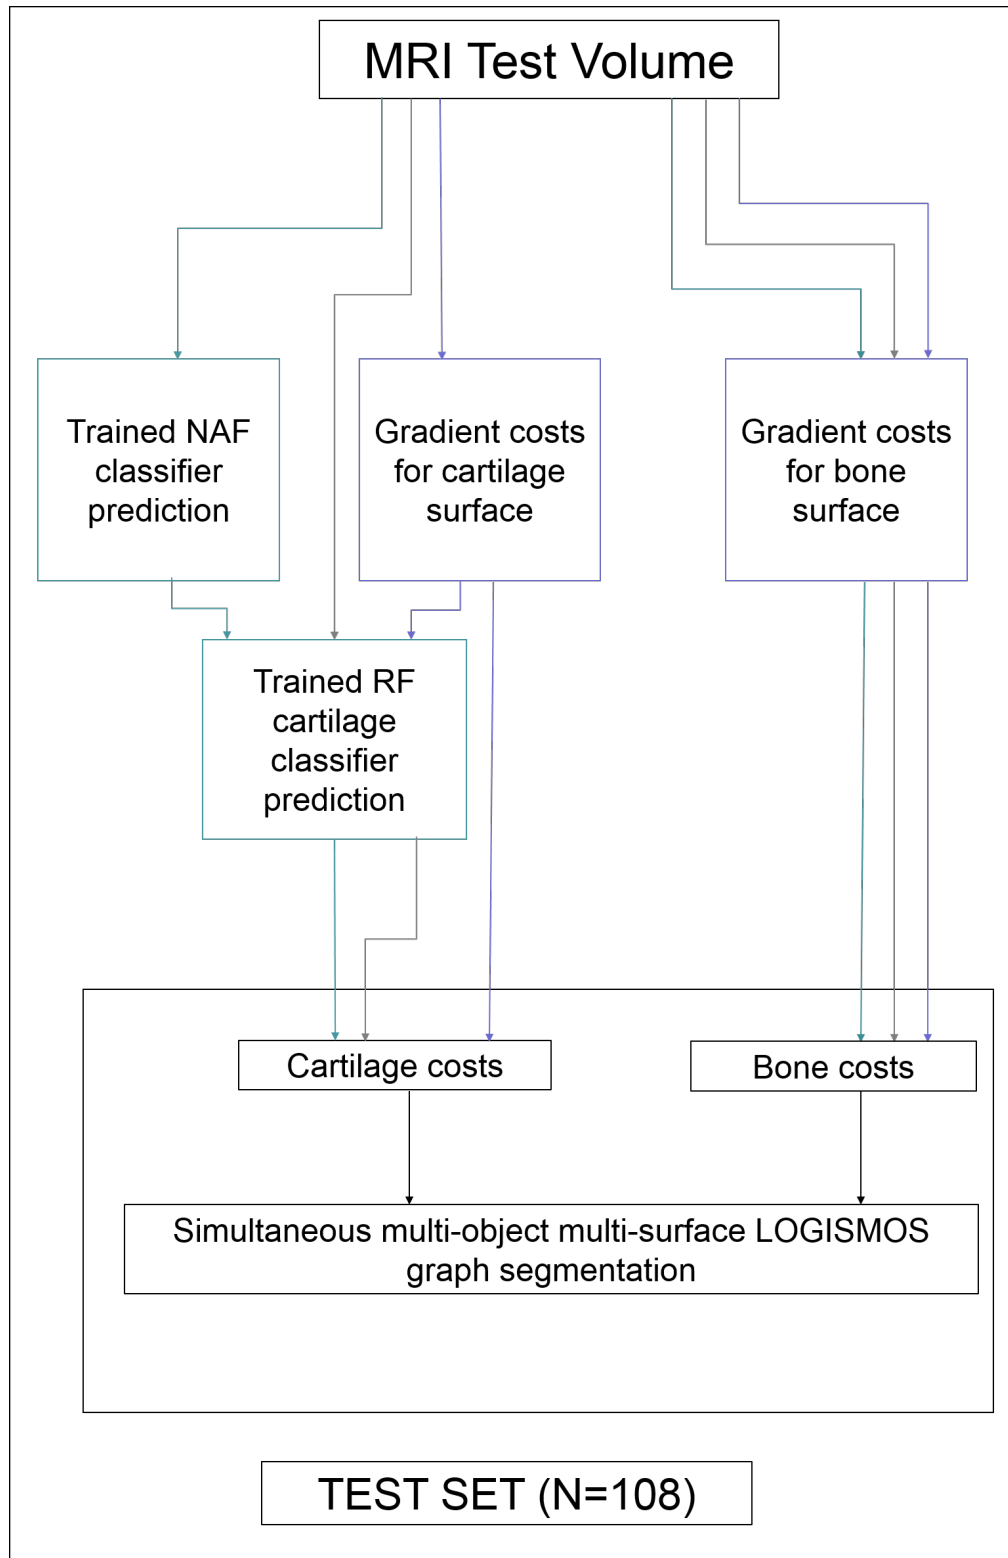 MRI Test Volume
Trained NAF
classifier
prediction
Gradient costs
for cartilage
surface
Gradient costs
for bone
surface
Trained RF
cartilage
classifier
prediction
Cartilage costs
Bone costs
Simultaneous multi-object multi-surface LOGISMOS
graph segmentation
TEST SET (N=108)